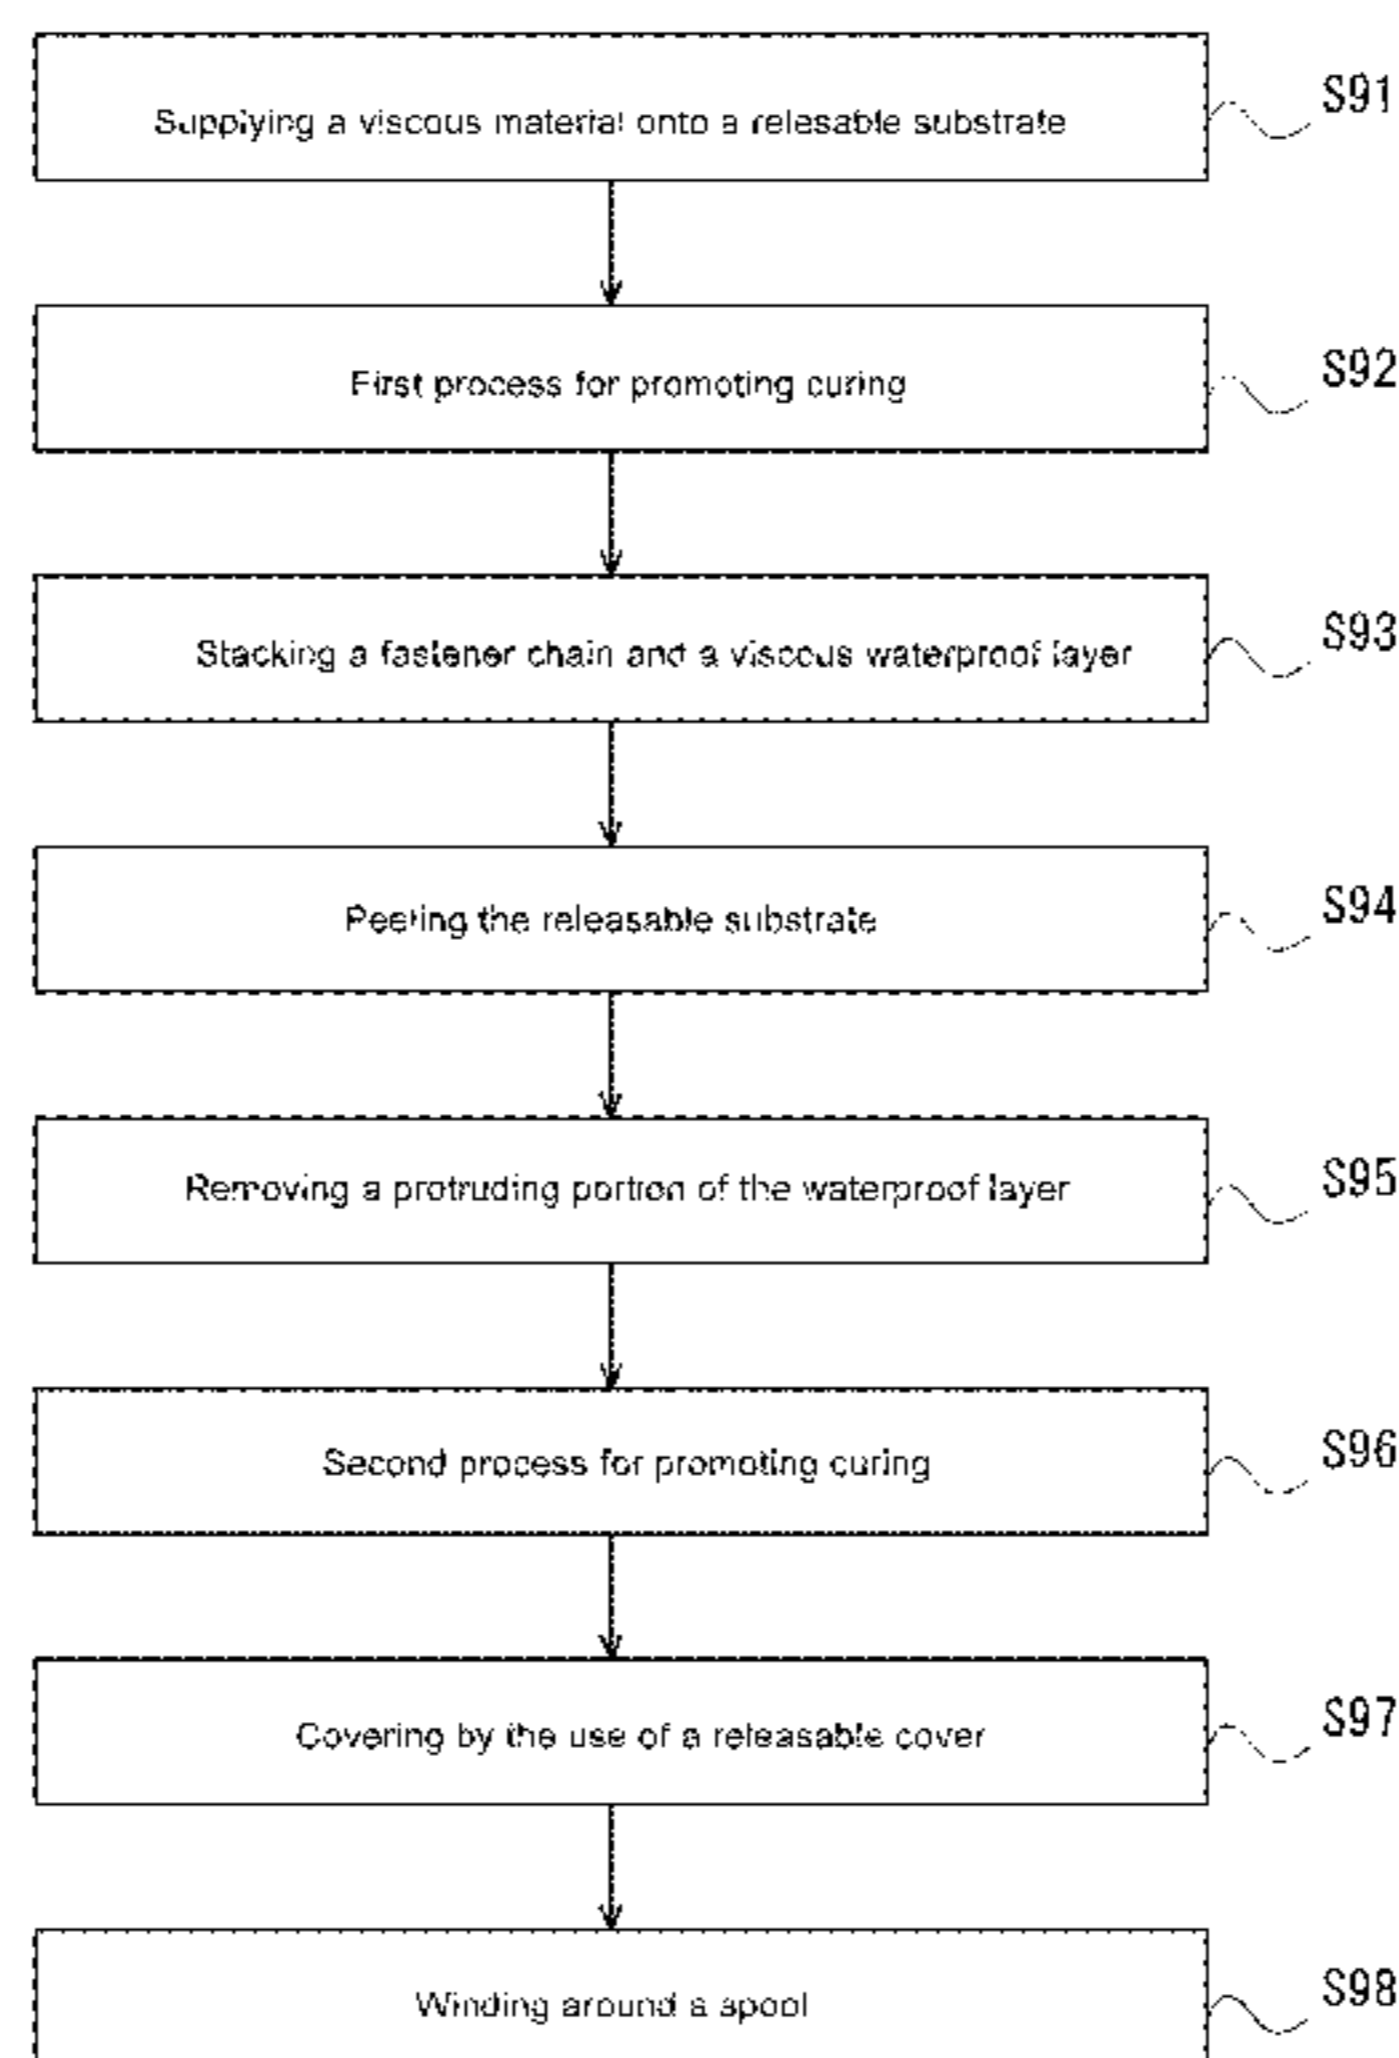 Supplying a viscous material onto a relesable substrate
S91
First process for promoting curing
S92
Stacking a fastener chain and a viscous waterproof layer
S93
Peeling the releasable substrate
S94
Removing a protruding portion of the waterproof layer
S95
Second process for promoting curing
S96
Covering by the use of a releasable cover
S97
Winding around a spool
S98